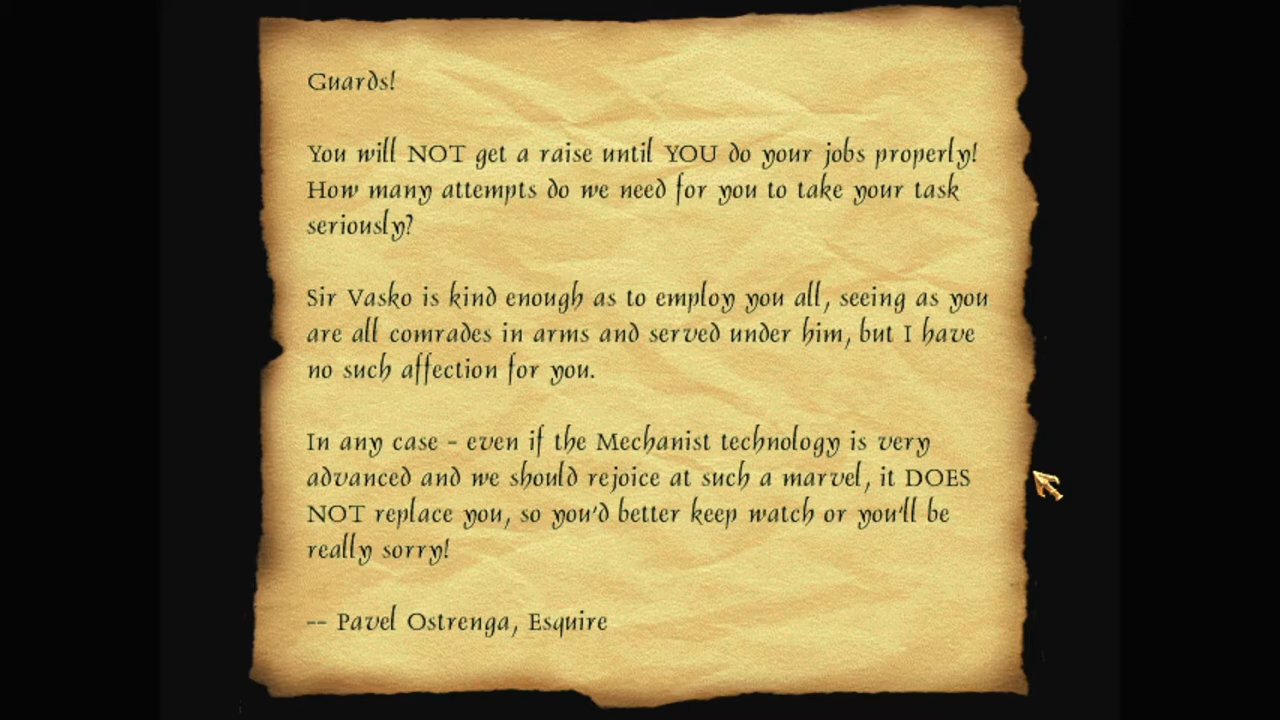 Guards!
You will NOT get a raise until YOU do your jobs properly!
How many attempts do we need for you to take your task
seriously?
Sir Vasko is kind enough as to employ you all, seeing as you
are all comrades in arms and served under him, but I have
no such affection for you.
In any case - even if the Mechanist technology is very
advanced and we should rejoice at such a marvel, it DOES
NOT replace you, so you'd better keep watch or you'll be
really sorry!
-- Pavel Ostrenga, Esquire